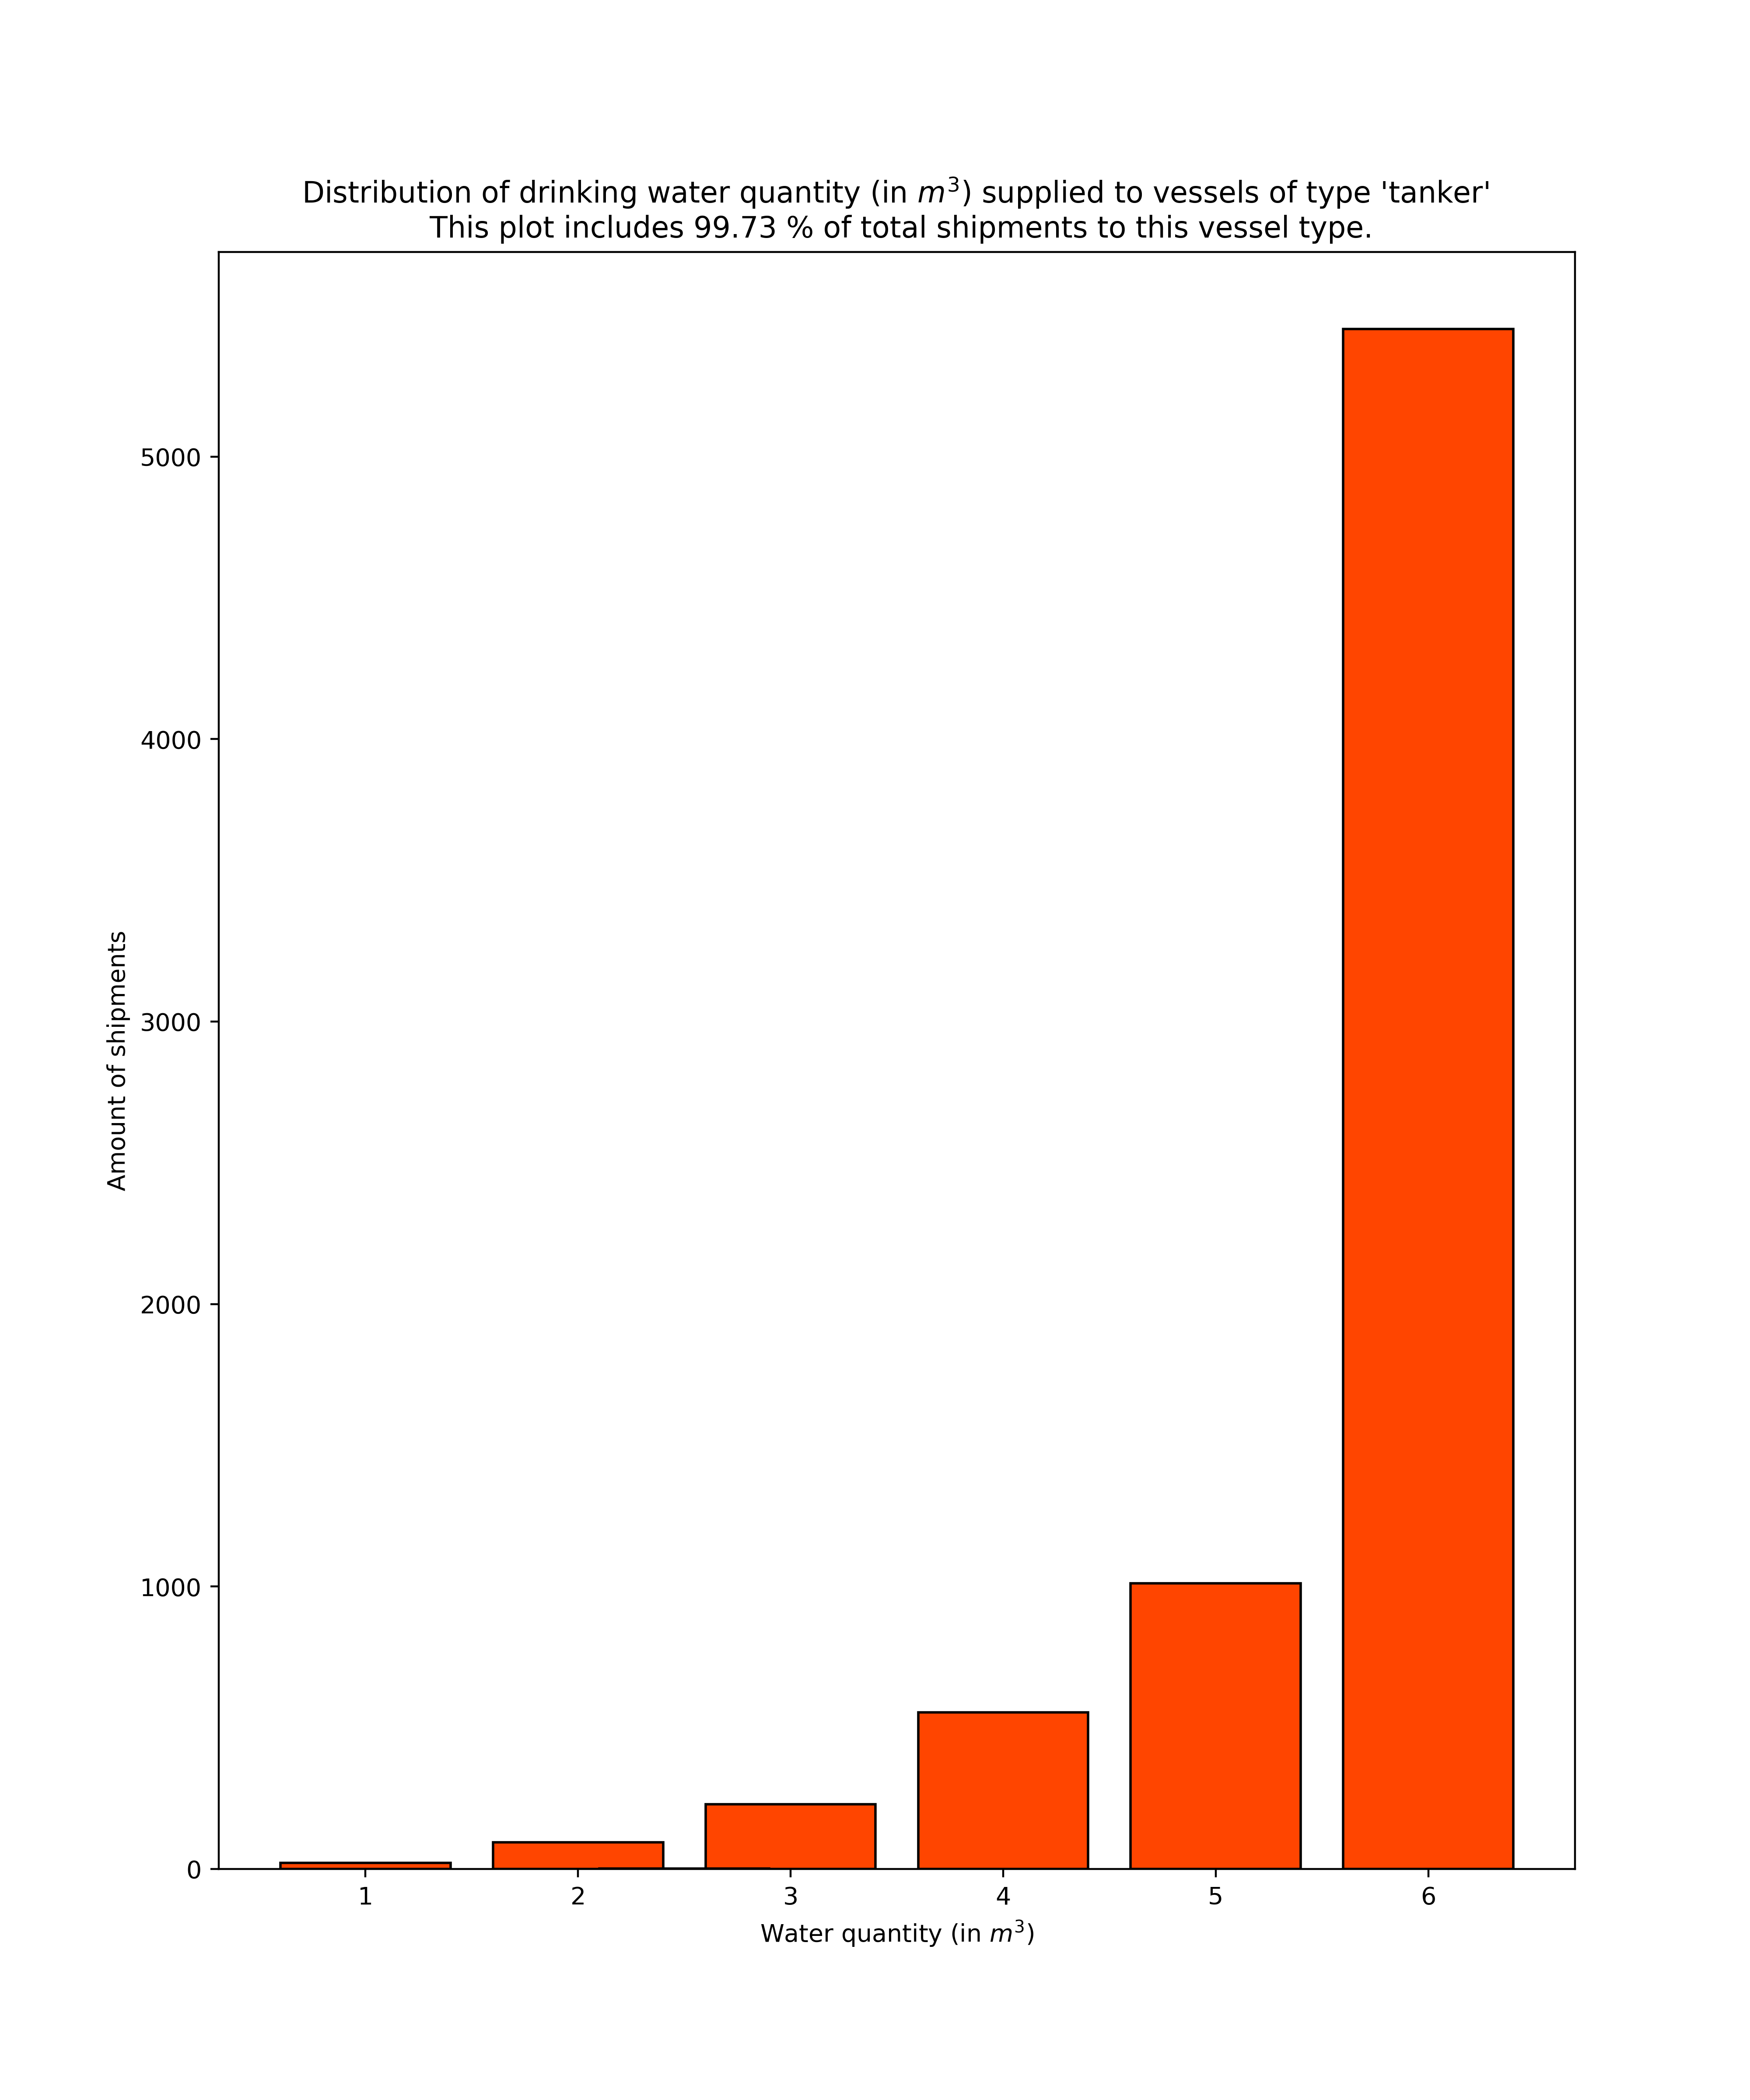 Distribution of drinking water quantity (in m³) supplied to vessels of type 'tanker'
This plot includes 99.73 % of total shipments to this vessel type.
5000
4000
3000
2000
1000
0
Amount of shipments
1 2 3 4 5 6
Water quantity (in m³)